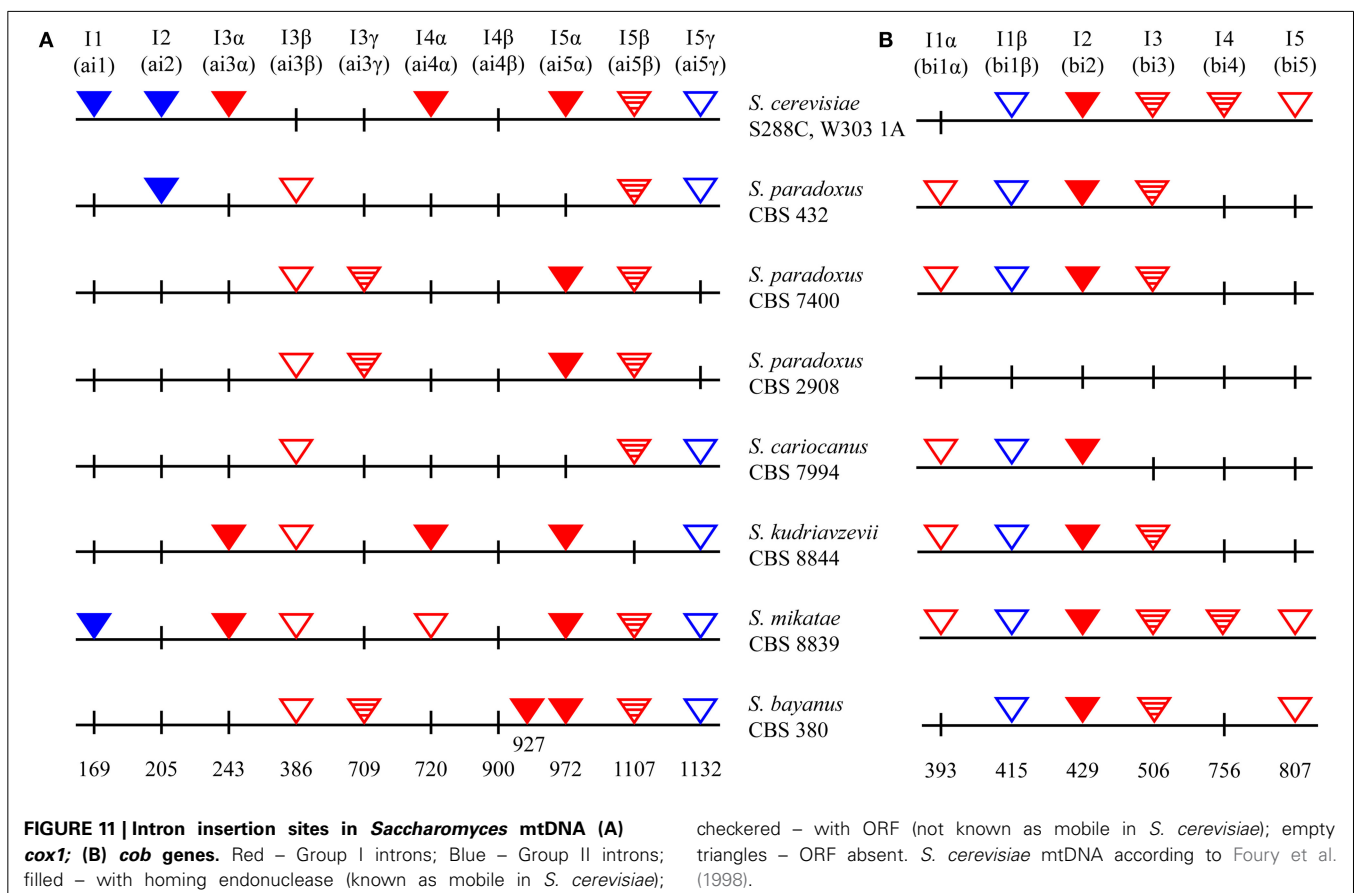 A
I1 I2 I3α I3β I3γ I4α I4β I5α I5β I5γ
(ai1) (ai2) (ai3α) (ai3β) (ai3γ) (ai4α) (ai4β) (ai5α) (ai5β) (ai5γ)
B
I1α I1β I2 I3 I4 I5
(bi1α) (bi1β) (bi2) (bi3) (bi4) (bi5)
S. cerevisiae
S288C, W303 1A
S. paradoxus
CBS 432
S. paradoxus
CBS 7400
S. paradoxus
CBS 2908
S. cariocanus
CBS 7994
S. kudriavzevii
CBS 8844
S. mikatae
CBS 8839
S. bayanus
CBS 380
927
169 205 243 386 709 720 900 972 1107 1132
393 415 429 506 756 807
FIGURE 11 | Intron insertion sites in Saccharomyces mtDNA (A)
cox1; (B) cob genes. Red – Group I introns; Blue – Group II introns;
filled – with homing endonuclease (known as mobile in S. cerevisiae);
checkered – with ORF (not known as mobile in S. cerevisiae); empty
triangles – ORF absent. S. cerevisiae mtDNA according to Foury et al.
(1998).